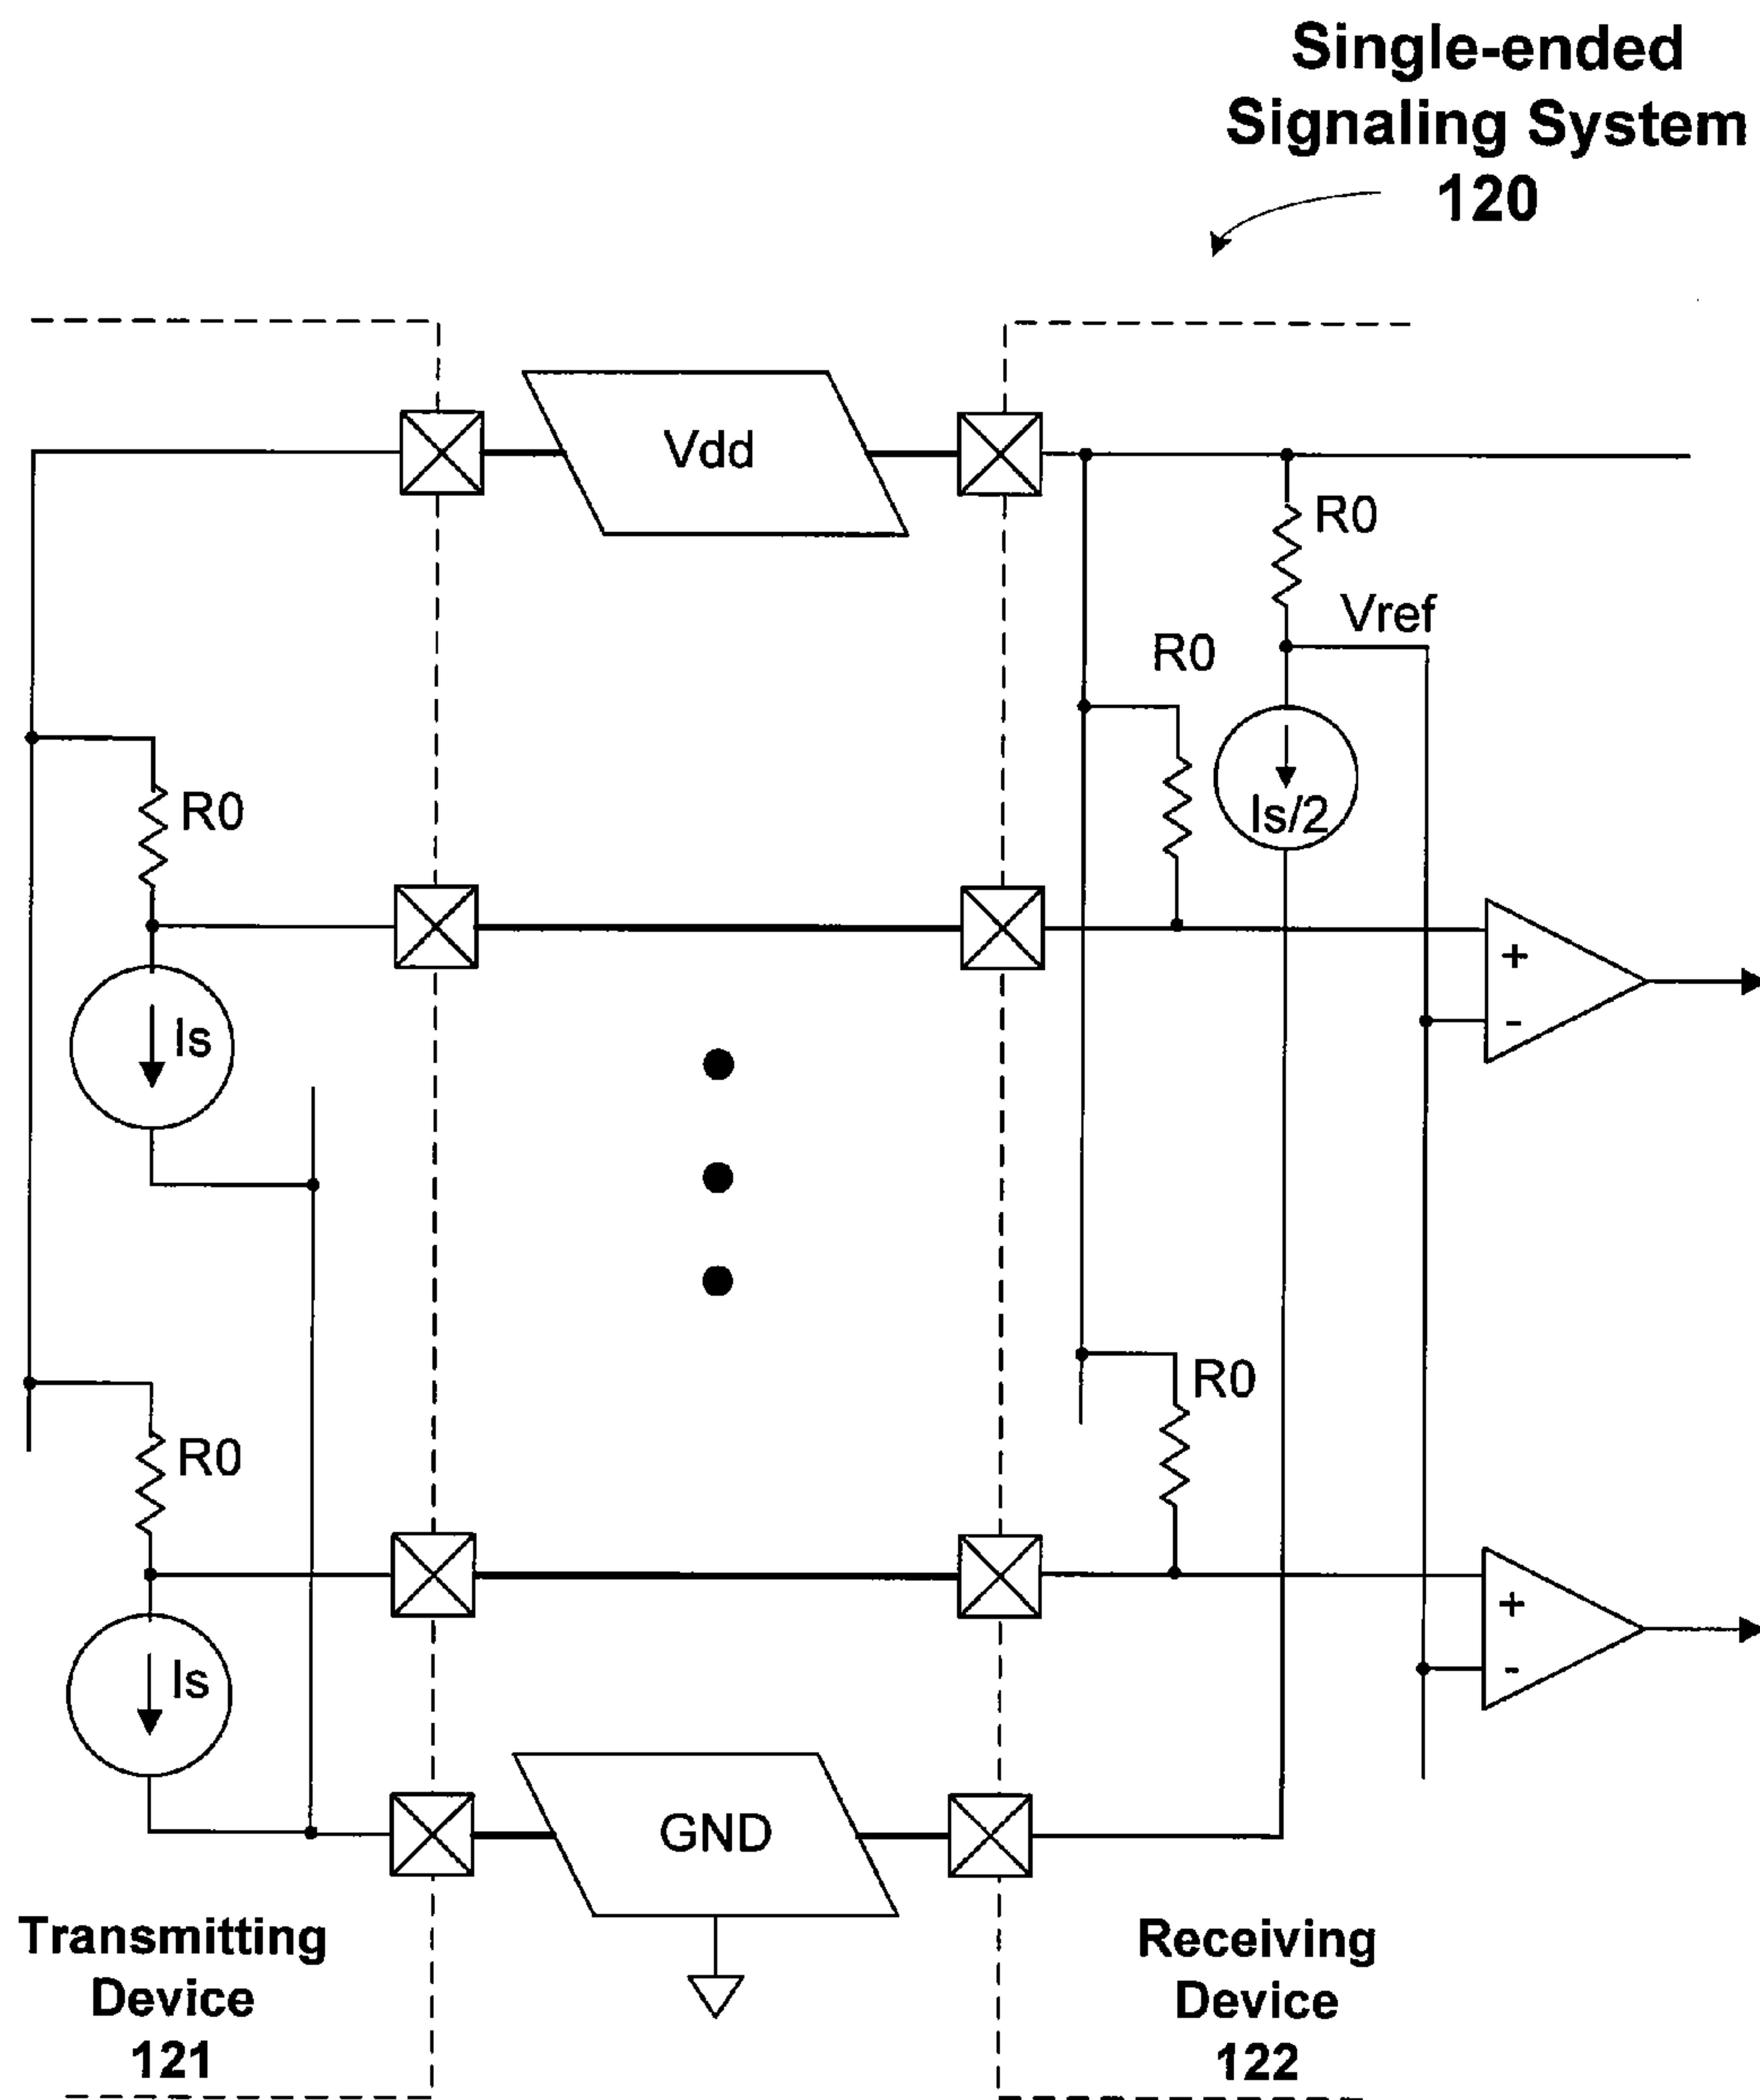 Single-ended
Signaling System
120
Vdd
R0
Vref
R0
Is/2
R0
+
-
Is
R0
R0
+
-
Is
GND
Transmitting
Device
121
Receiving
Device
122